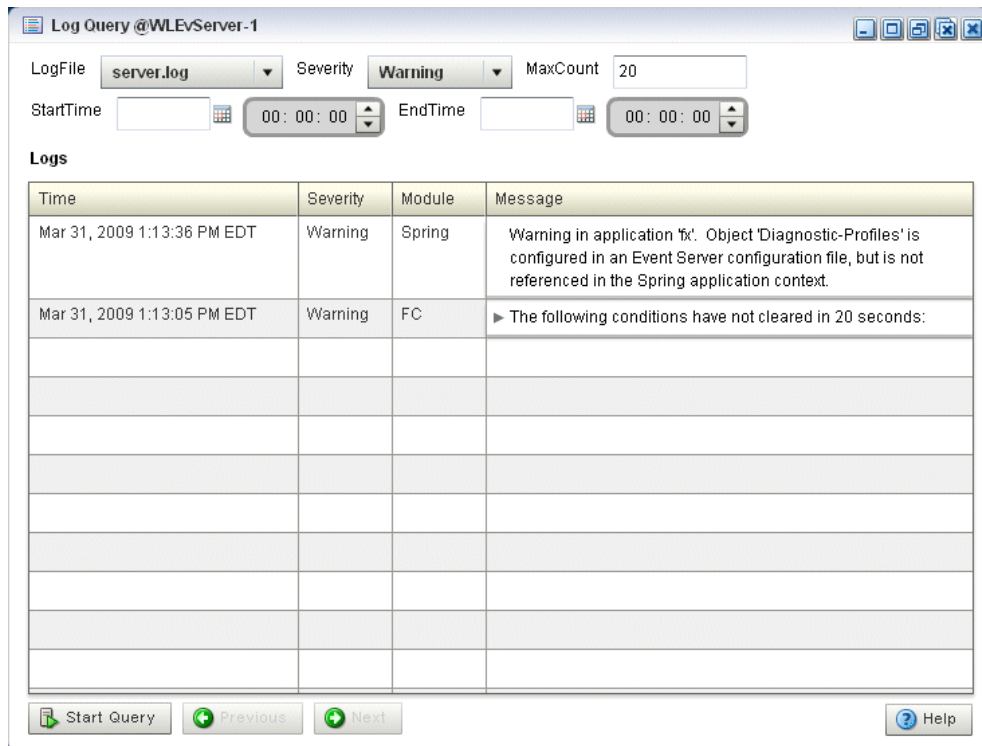 Log Query @WLEvServer-1
LogFile server.log Severity Warning MaxCount 20
StartTime 00: 00: 00 EndTime 00: 00: 00
Logs
Time Severity Module Message
Mar 31, 2009 1:13:36 PM EDT Warning Spring Warning in application 'fx'. Object 'Diagnostic-Profiles' is
configured in an Event Server configuration file, but is not
referenced in the Spring application context.
Mar 31, 2009 1:13:05 PM EDT Warning FC The following conditions have not cleared in 20 seconds:
Start Query Previous Next Help